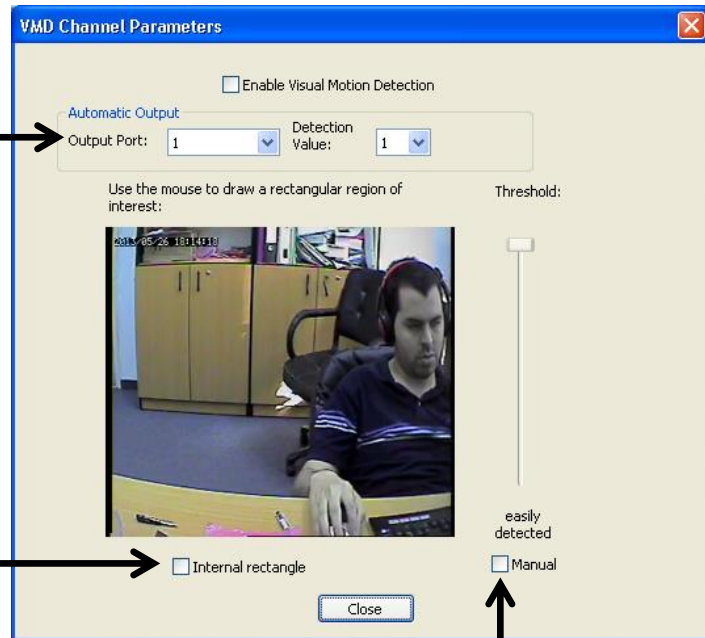 VMD Channel Parameters
Enable Visual Motion Detection
Automatic Output
Output Port: 1
Detection
Value: 1
Use the mouse to draw a rectangular region of
interest:
Threshold:
2013/05/26 18:14:18
easily
detected
Internal rectangle
Manual
Close